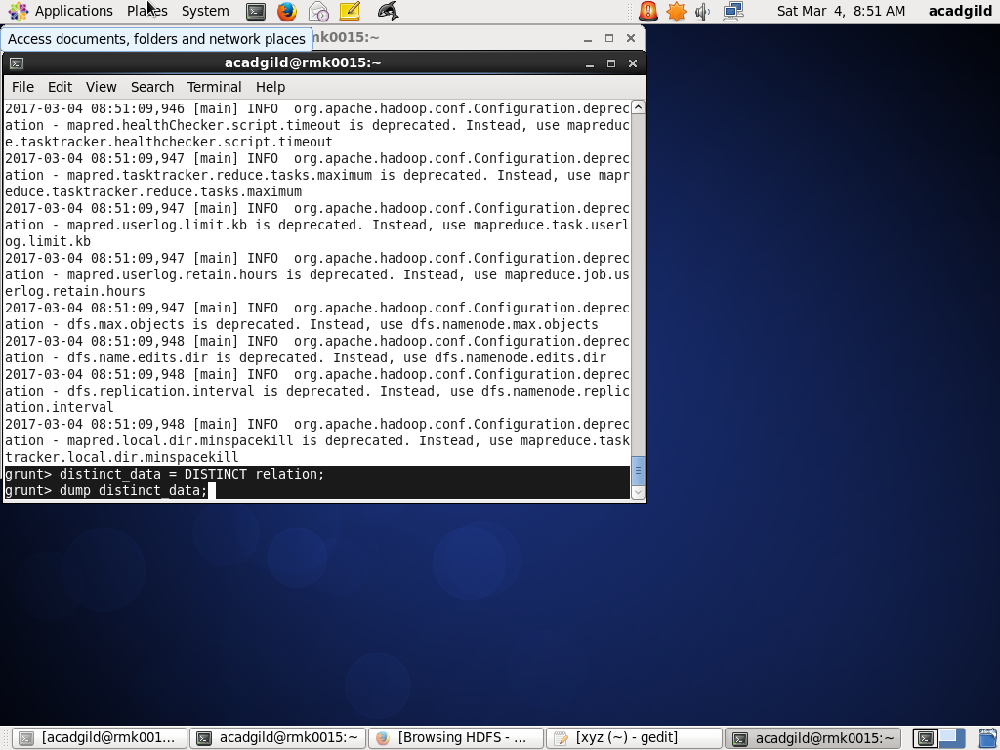 Applications Places System Sat Mar 4, 8:51 AM acadgild
Access documents, folders and network places
mk0015:~
acadgild@rmk0015:~
File Edit View Search Terminal Help
2017-03-04 08:51:09,946 [main] INFO  org.apache.hadoop.conf.Configuration.deprec
ation - mapred.healthChecker.script.timeout is deprecated. Instead, use mapreduc
e.tasktracker.healthchecker.script.timeout
2017-03-04 08:51:09,947 [main] INFO  org.apache.hadoop.conf.Configuration.deprec
ation - mapred.tasktracker.reduce.tasks.maximum is deprecated. Instead, use mapr
educe.tasktracker.reduce.tasks.maximum
2017-03-04 08:51:09,947 [main] INFO  org.apache.hadoop.conf.Configuration.deprec
ation - mapred.userlog.limit.kb is deprecated. Instead, use mapreduce.task.userl
og.limit.kb
2017-03-04 08:51:09,947 [main] INFO  org.apache.hadoop.conf.Configuration.deprec
ation - mapred.userlog.retain.hours is deprecated. Instead, use mapreduce.job.us
erlog.retain.hours
2017-03-04 08:51:09,947 [main] INFO  org.apache.hadoop.conf.Configuration.deprec
ation - dfs.max.objects is deprecated. Instead, use dfs.namenode.max.objects
2017-03-04 08:51:09,948 [main] INFO  org.apache.hadoop.conf.Configuration.deprec
ation - dfs.name.edits.dir is deprecated. Instead, use dfs.namenode.edits.dir
2017-03-04 08:51:09,948 [main] INFO  org.apache.hadoop.conf.Configuration.deprec
ation - dfs.replication.interval is deprecated. Instead, use dfs.namenode.replic
ation.interval
2017-03-04 08:51:09,948 [main] INFO  org.apache.hadoop.conf.Configuration.deprec
ation - mapred.local.dir.minspacekill is deprecated. Instead, use mapreduce.task
tracker.local.dir.minspacekill
grunt> distinct_data = DISTINCT relation;
grunt> dump distinct_data;
[acadgild@rmk001... acadgild@rmk0015:~ [Browsing HDFS - ... [xyz (~) - gedit] acadgild@rmk0015:~